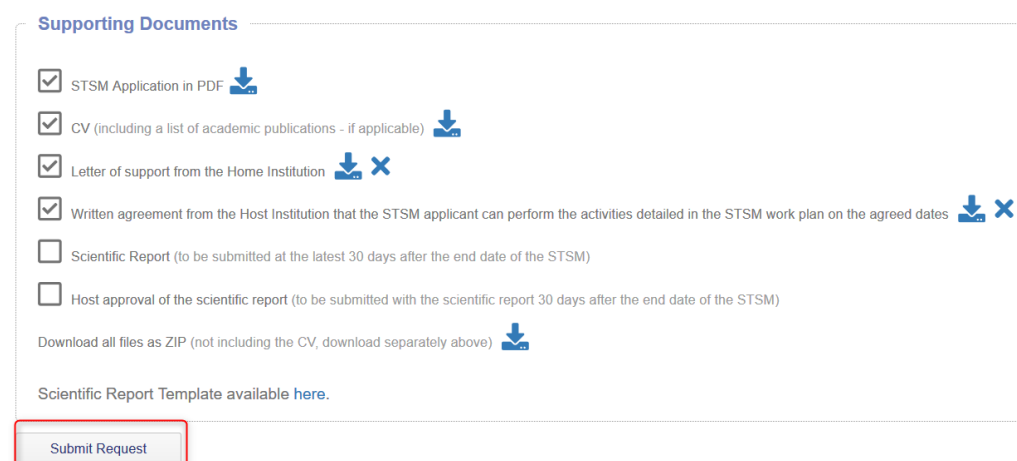 Supporting Documents
STSM Application in PDF
CV (including a list of academic publications - if applicable)
Letter of support from the Home Institution
Written agreement from the Host Institution that the STSM applicant can perform the activities detailed in the STSM work plan on the agreed dates
Scientific Report (to be submitted at the latest 30 days after the end date of the STSM)
Host approval of the scientific report (to be submitted with the scientific report 30 days after the end date of the STSM)
Download all files as ZIP (not including the CV, download separately above)
Scientific Report Template available here.
Submit Request